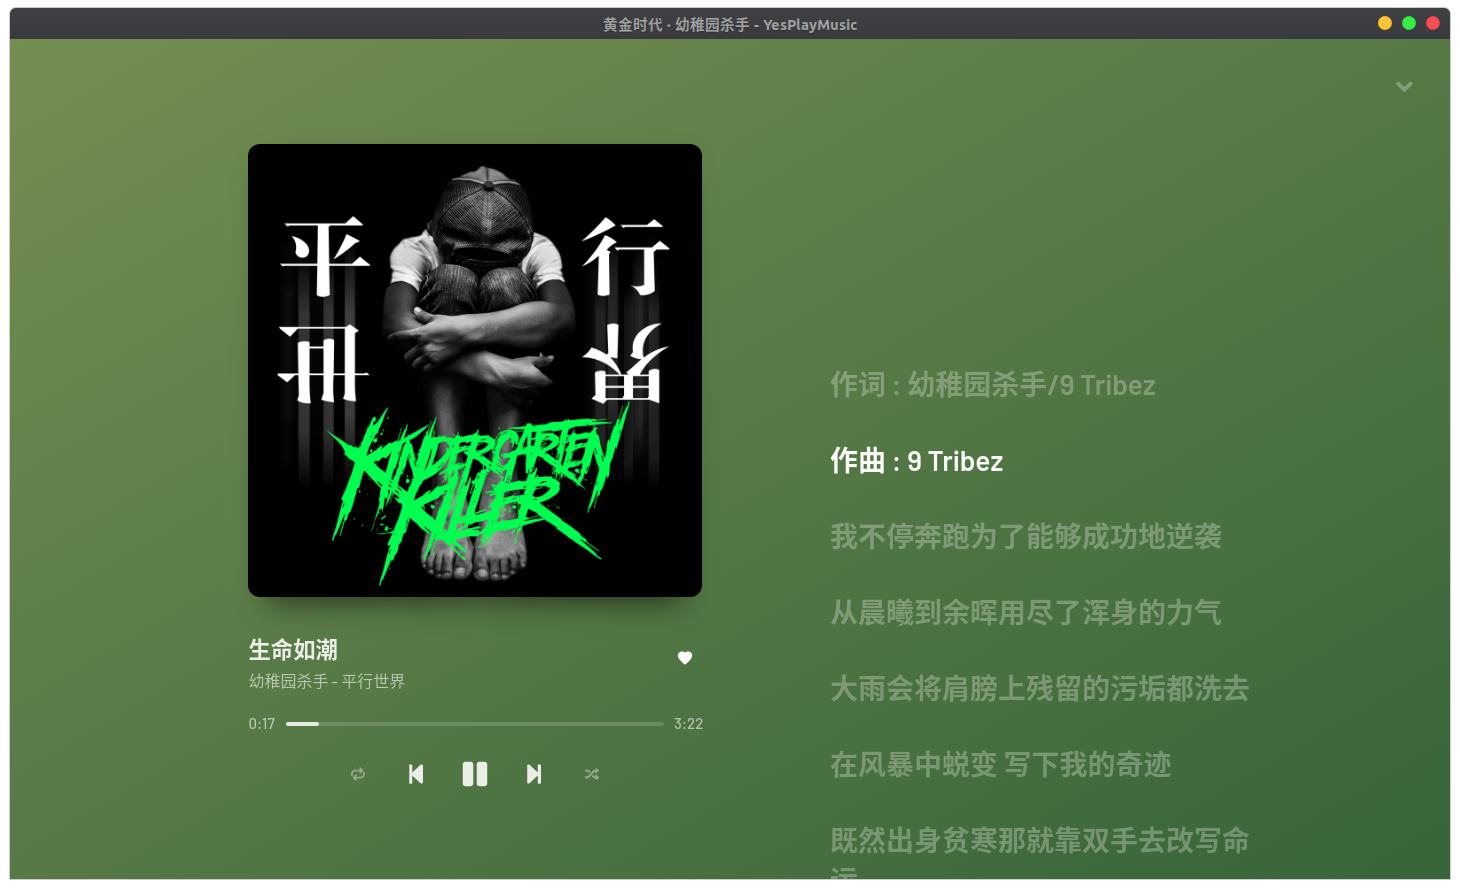 黄金时代 · 幼稚园杀手 - YesPlayMusic
平行
世界
KINDERGARTEN
KILLER
生命如潮
幼稚园杀手 - 平行世界
0:17
3:22
作词 : 幼稚园杀手/9 Tribez
作曲 : 9 Tribez
我不停奔跑为了能够成功地逆袭
从晨曦到余晖用尽了浑身的力气
大雨会将肩膀上残留的污垢都洗去
在风暴中蜕变 写下我的奇迹
既然出身贫寒那就靠双手去改写命